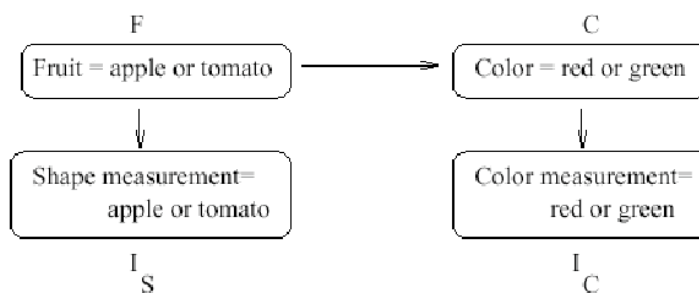 F
C
Fruit = apple or tomato
Color = red or green
Shape measurement=
apple or tomato
Color measurement=
red or green
I
S
I
C